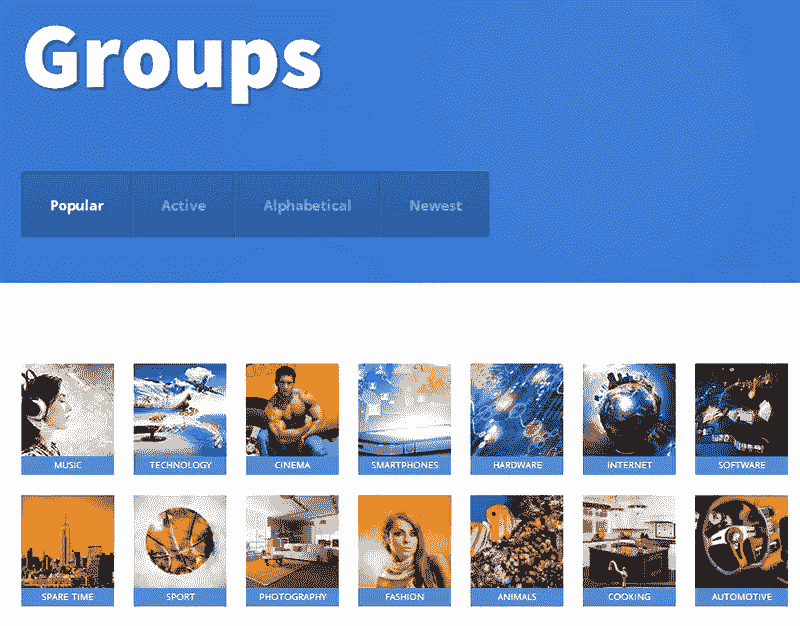 Groups
Popular Active Alphabetical Newest
MUSIC TECHNOLOGY CINEMA SMARTPHONES HARDWARE INTERNET SOFTWARE
SPARE TIME SPORT PHOTOGRAPHY FASHION ANIMALS COOKING AUTOMOTIVE